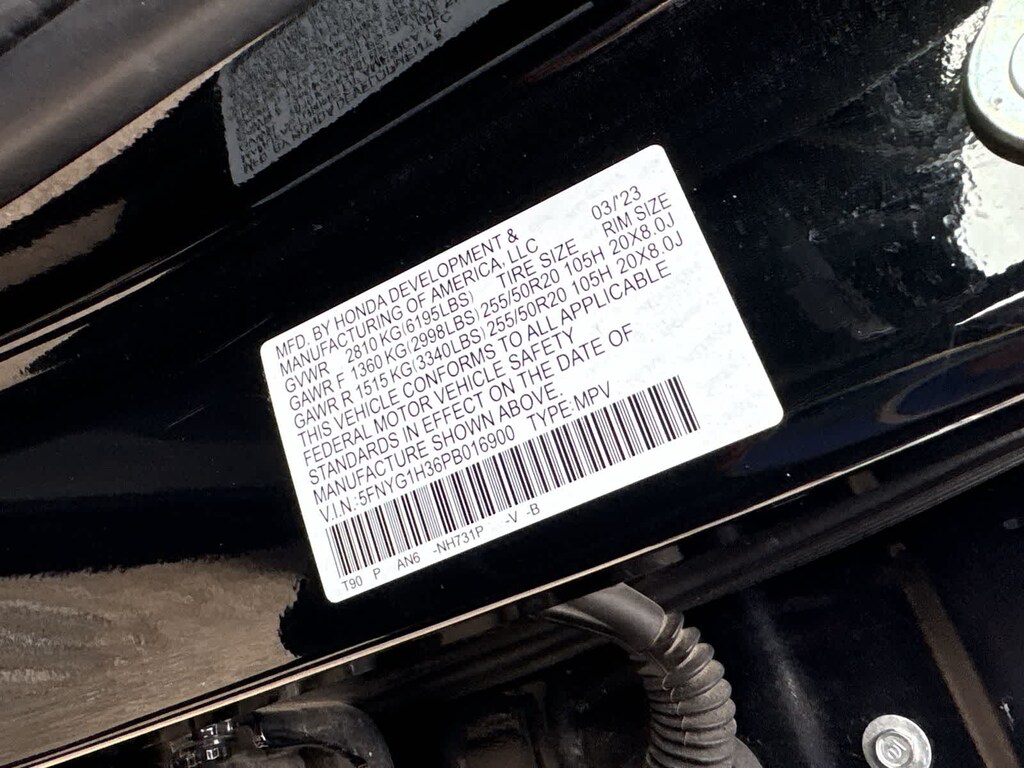 MFD. BY HONDA DEVELOPMENT &
MANUFACTURING OF AMERICA, LLC 03/'23
GVWR 2810 KG(6195LBS) TIRE SIZE RIM SIZE
GAWR F 1360 KG(2998LBS) 255/50R20 105H 20X8.0J
GAWR R 1515 KG(3340LBS) 255/50R20 105H 20X8.0J
THIS VEHICLE CONFORMS TO ALL APPLICABLE
FEDERAL MOTOR VEHICLE SAFETY
STANDARDS IN EFFECT ON THE DATE OF
MANUFACTURE SHOWN ABOVE.
V.I.N.:5FNYG1H36PB016900 TYPE:MPV
T90 P AN6 -NH731P -V -B